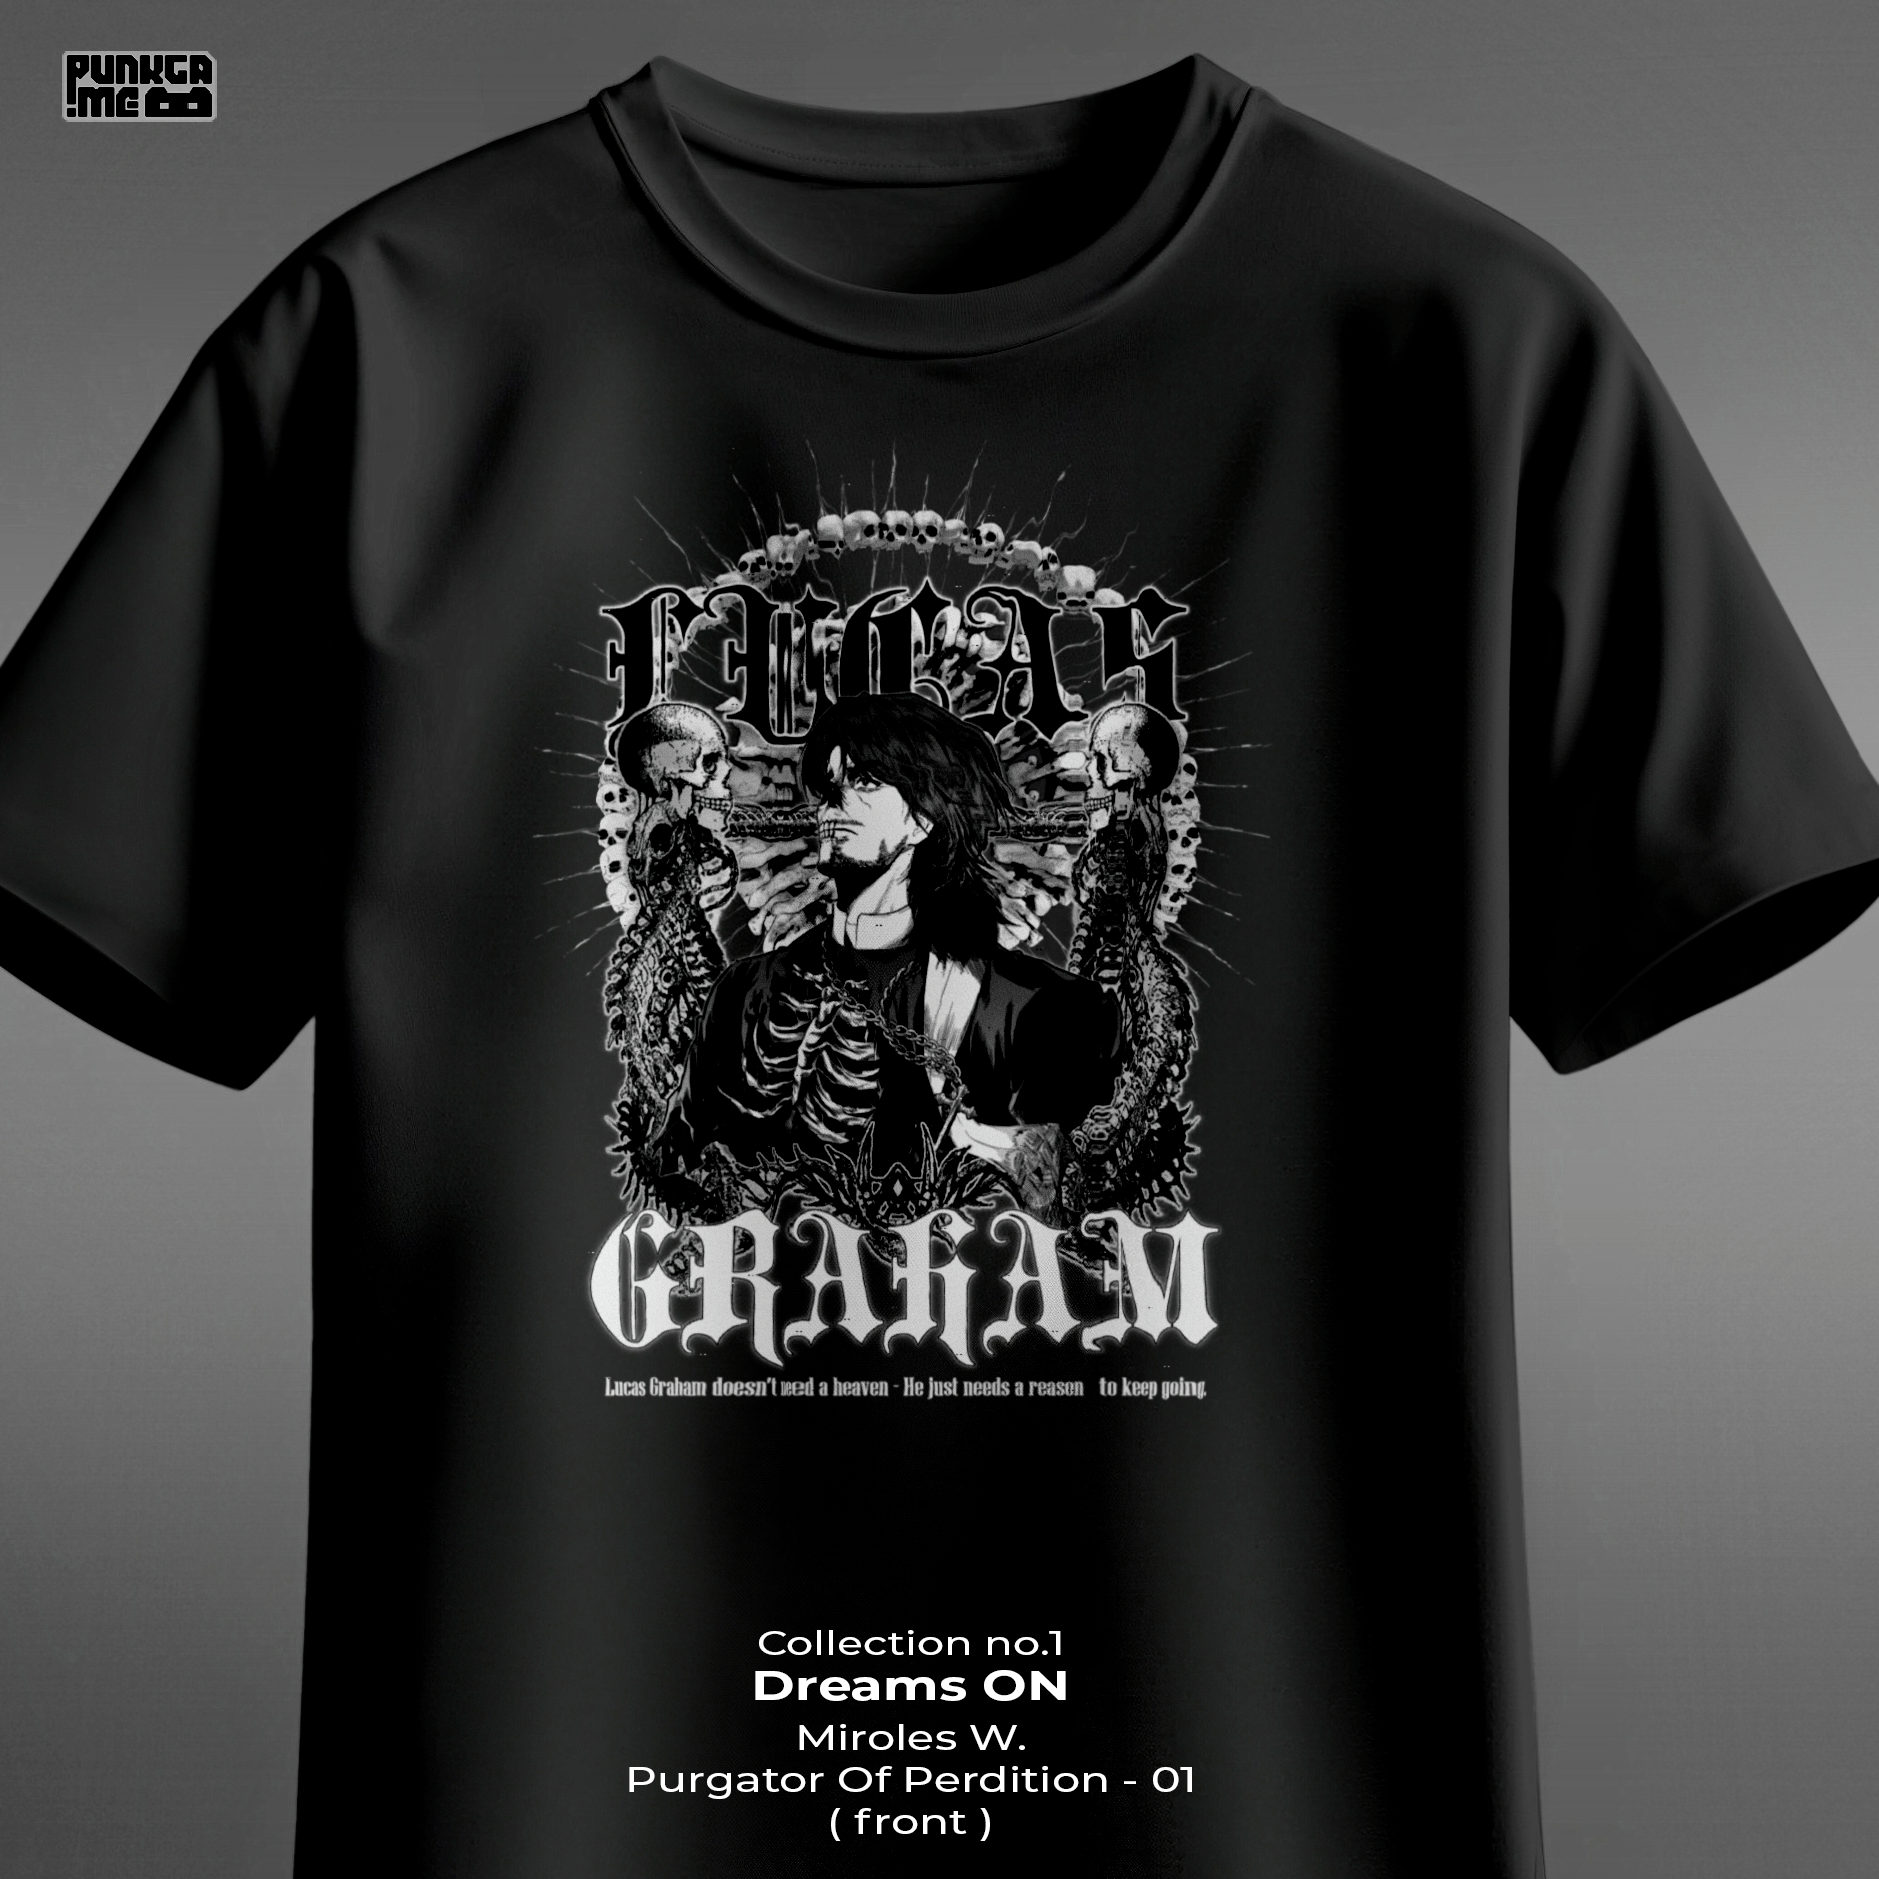 PUNKGA
.ME
LUCAS
GRAHAM
Lucas Graham doesn't need a heaven - He just needs a reason to keep going.
Collection no.1
Dreams ON
Miroles W.
Purgator Of Perdition - 01
( front )